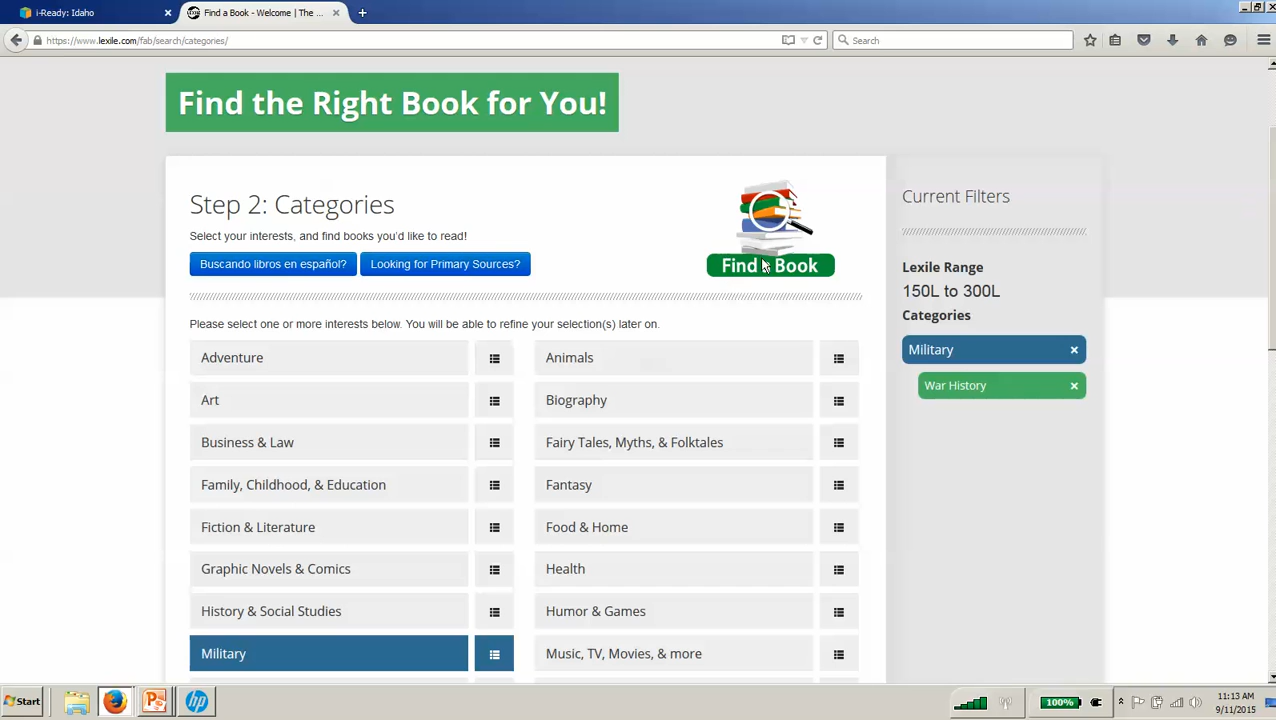 i-Ready: Idaho
Find a Book - Welcome | The ...
https://www.lexile.com/fab/search/categories/
Search
Find the Right Book for You!
Step 2: Categories
Select your interests, and find books you'd like to read!
Buscando libros en español?
Looking for Primary Sources?
Find a Book
Please select one or more interests below. You will be able to refine your selection(s) later on.
Adventure
Animals
Art
Biography
Business & Law
Fairy Tales, Myths, & Folktales
Family, Childhood, & Education
Fantasy
Fiction & Literature
Food & Home
Graphic Novels & Comics
Health
History & Social Studies
Humor & Games
Military
Music, TV, Movies, & more
Current Filters
Lexile Range
150L to 300L
Categories
Military
War History
Start
100%
11:13 AM
9/11/2015